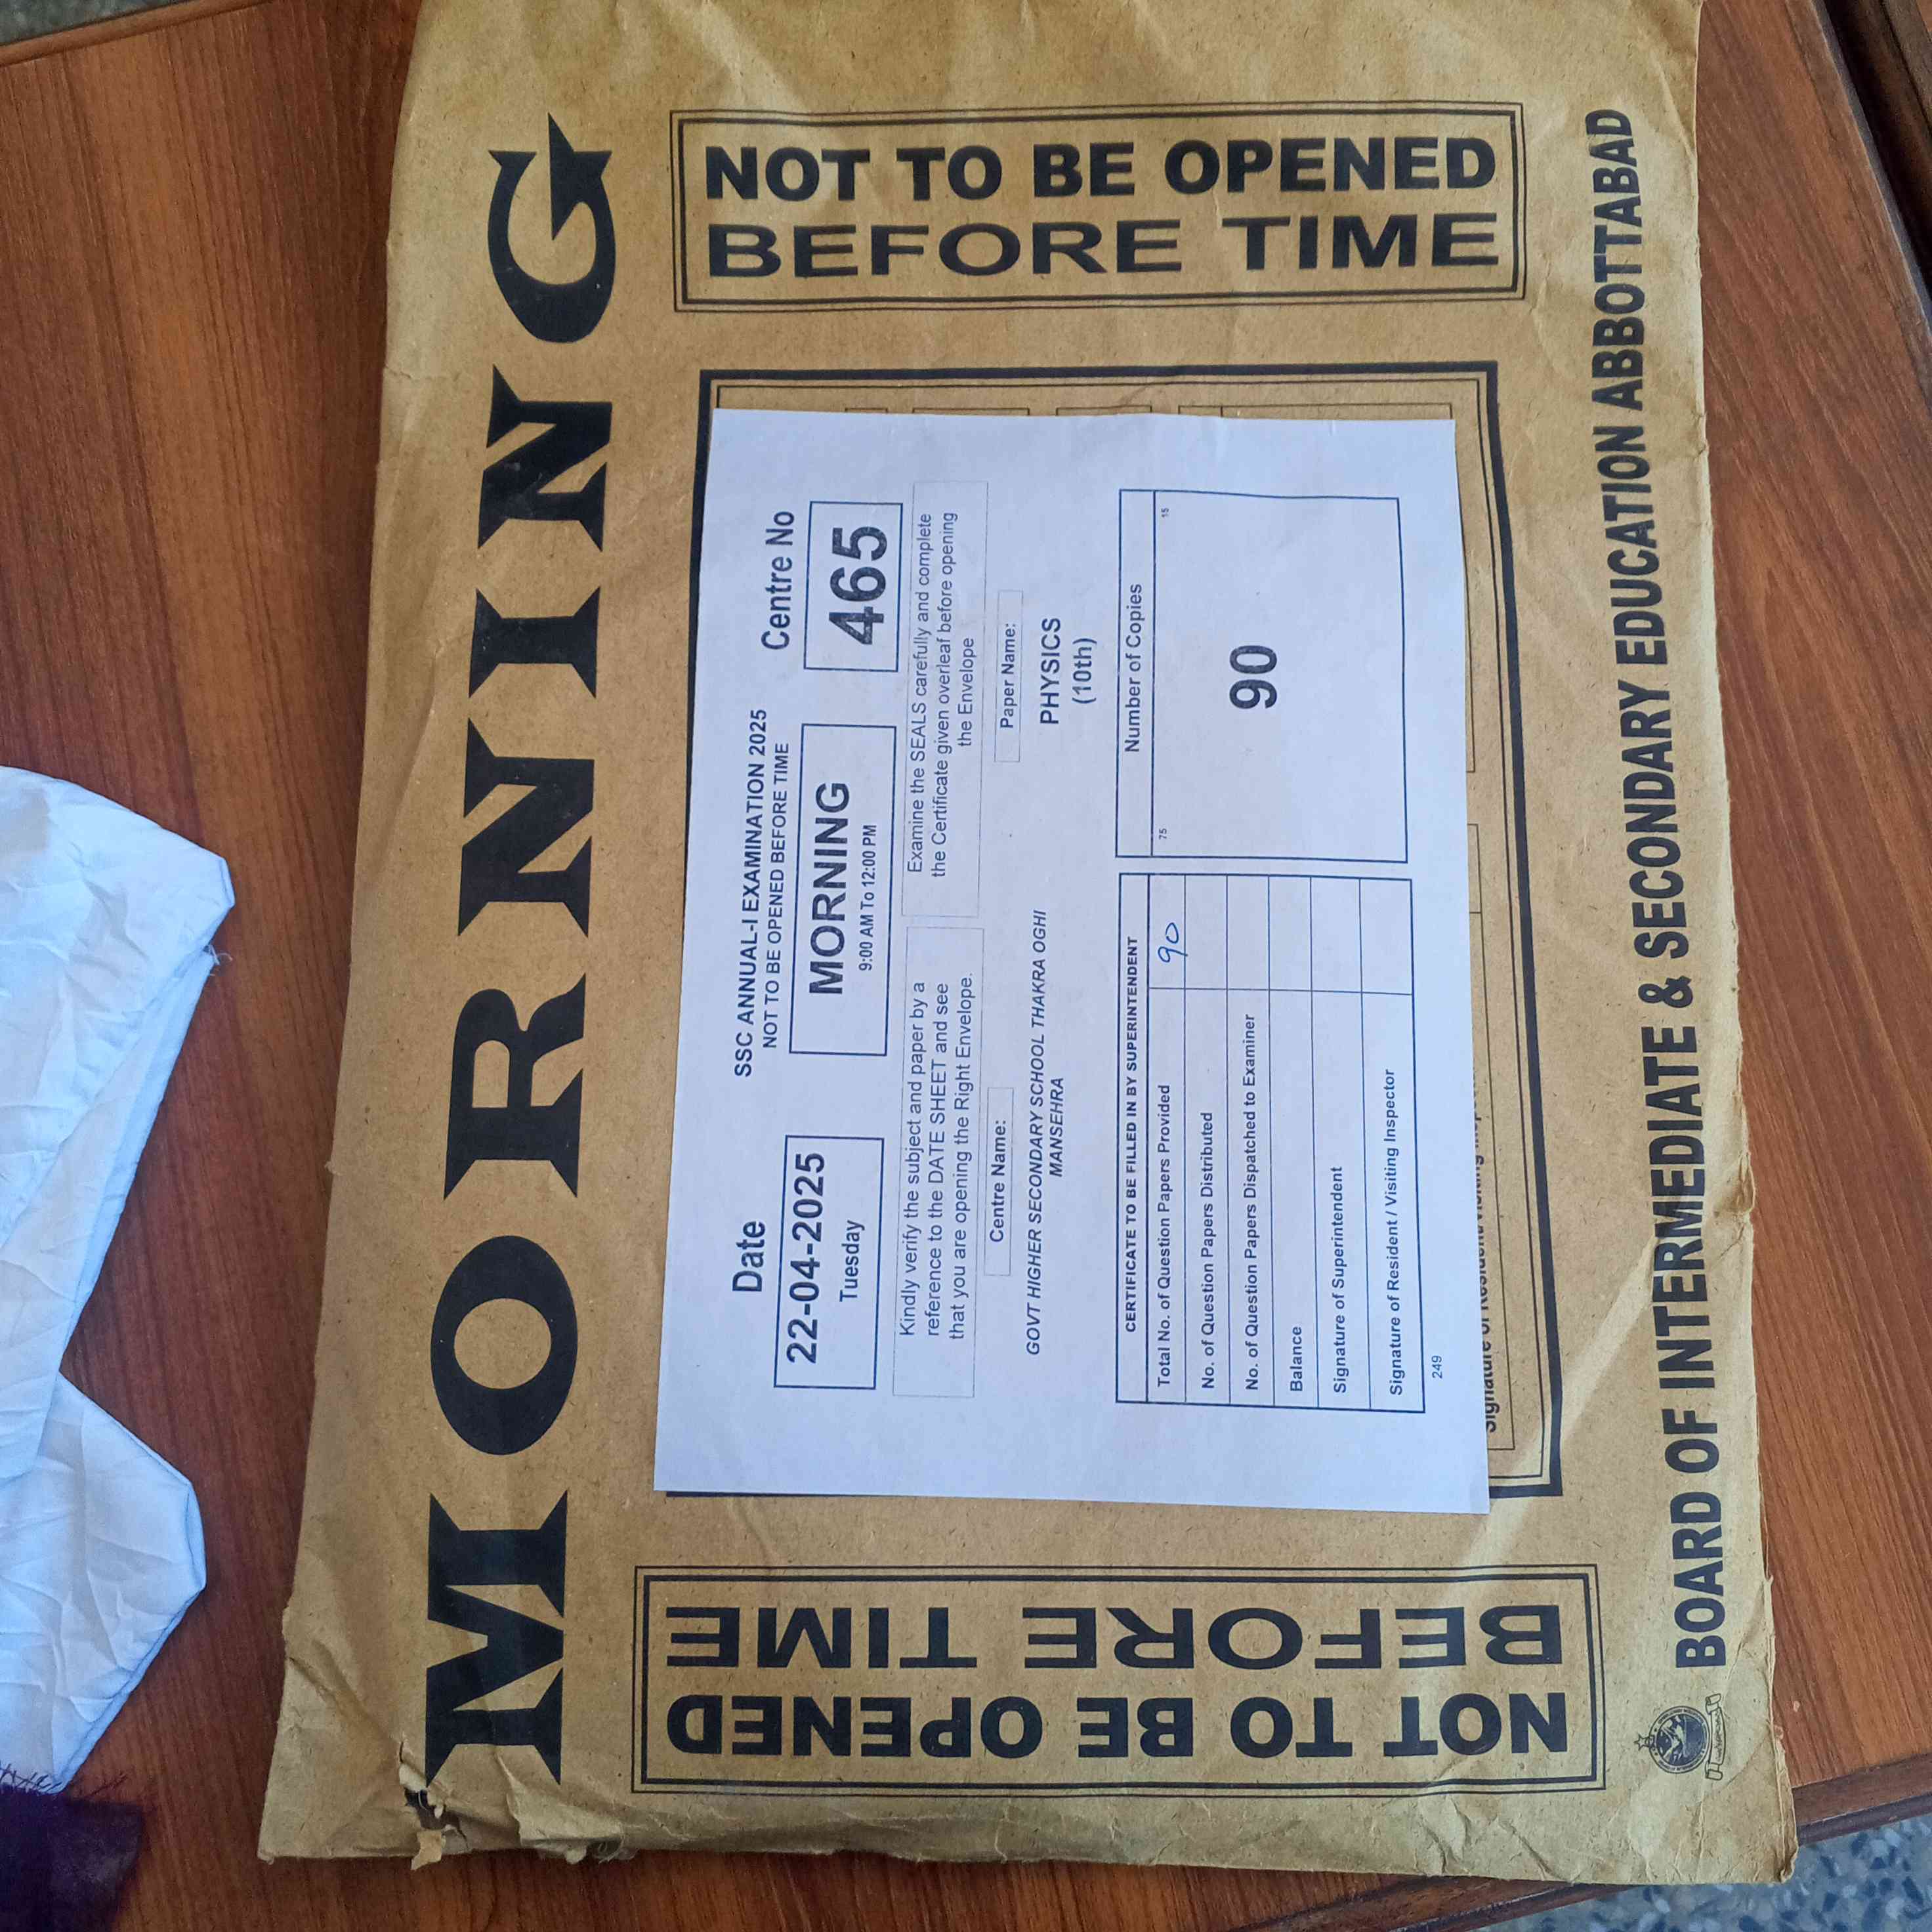 MORNING
NOT TO BE OPENED
BEFORE TIME
NOT TO BE OPENED
BEFORE TIME
Date
22-04-2025
Tuesday
SSC ANNUAL-I EXAMINATION 2025
NOT TO BE OPENED BEFORE TIME
MORNING
9:00 AM To 12:00 PM
Centre No
465
Kindly verify the subject and paper by a
reference to the DATE SHEET and see
that you are opening the Right Envelope.
Examine the SEALS carefully and complete
the Certificate given overleaf before opening
the Envelope
Centre Name:
GOVT HIGHER SECONDARY SCHOOL THAKRA OGHI
MANSEHRA
Paper Name:
PHYSICS
(10th)
CERTIFICATE TO BE FILLED IN BY SUPERINTENDENT
Total No. of Question Papers Provided 90
No. of Question Papers Distributed
No. of Question Papers Dispatched to Examiner
Balance
Signature of Superintendent
Signature of Resident / Visiting Inspector
Number of Copies
75 15
90
249
BOARD OF INTERMEDIATE & SECONDARY EDUCATION ABBOTTABAD